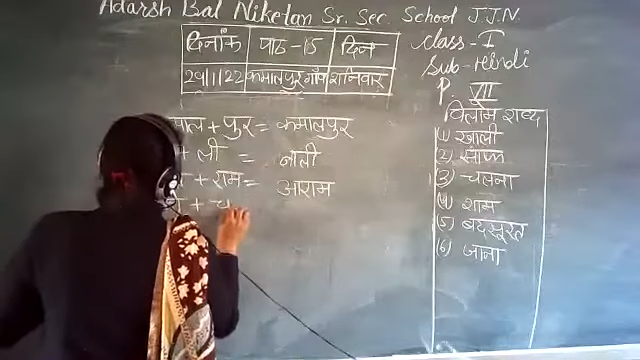 Adarsh Bal Niketan Sr. Sec. School J.J.N.
दिनाँक पाठ-15 दिन
29/1/22 कमालपुर गाँव शनिवार
Class - I
Sub - Hindi
P. VII
माल + पुर = कमालपुर
+ ली = नाली
+ राम = आराम
+ च
विलोम शब्द
(1) खाली
(2) साफ
(3) चलना
(4) शाम
(5) बदसूरत
(6) जाना